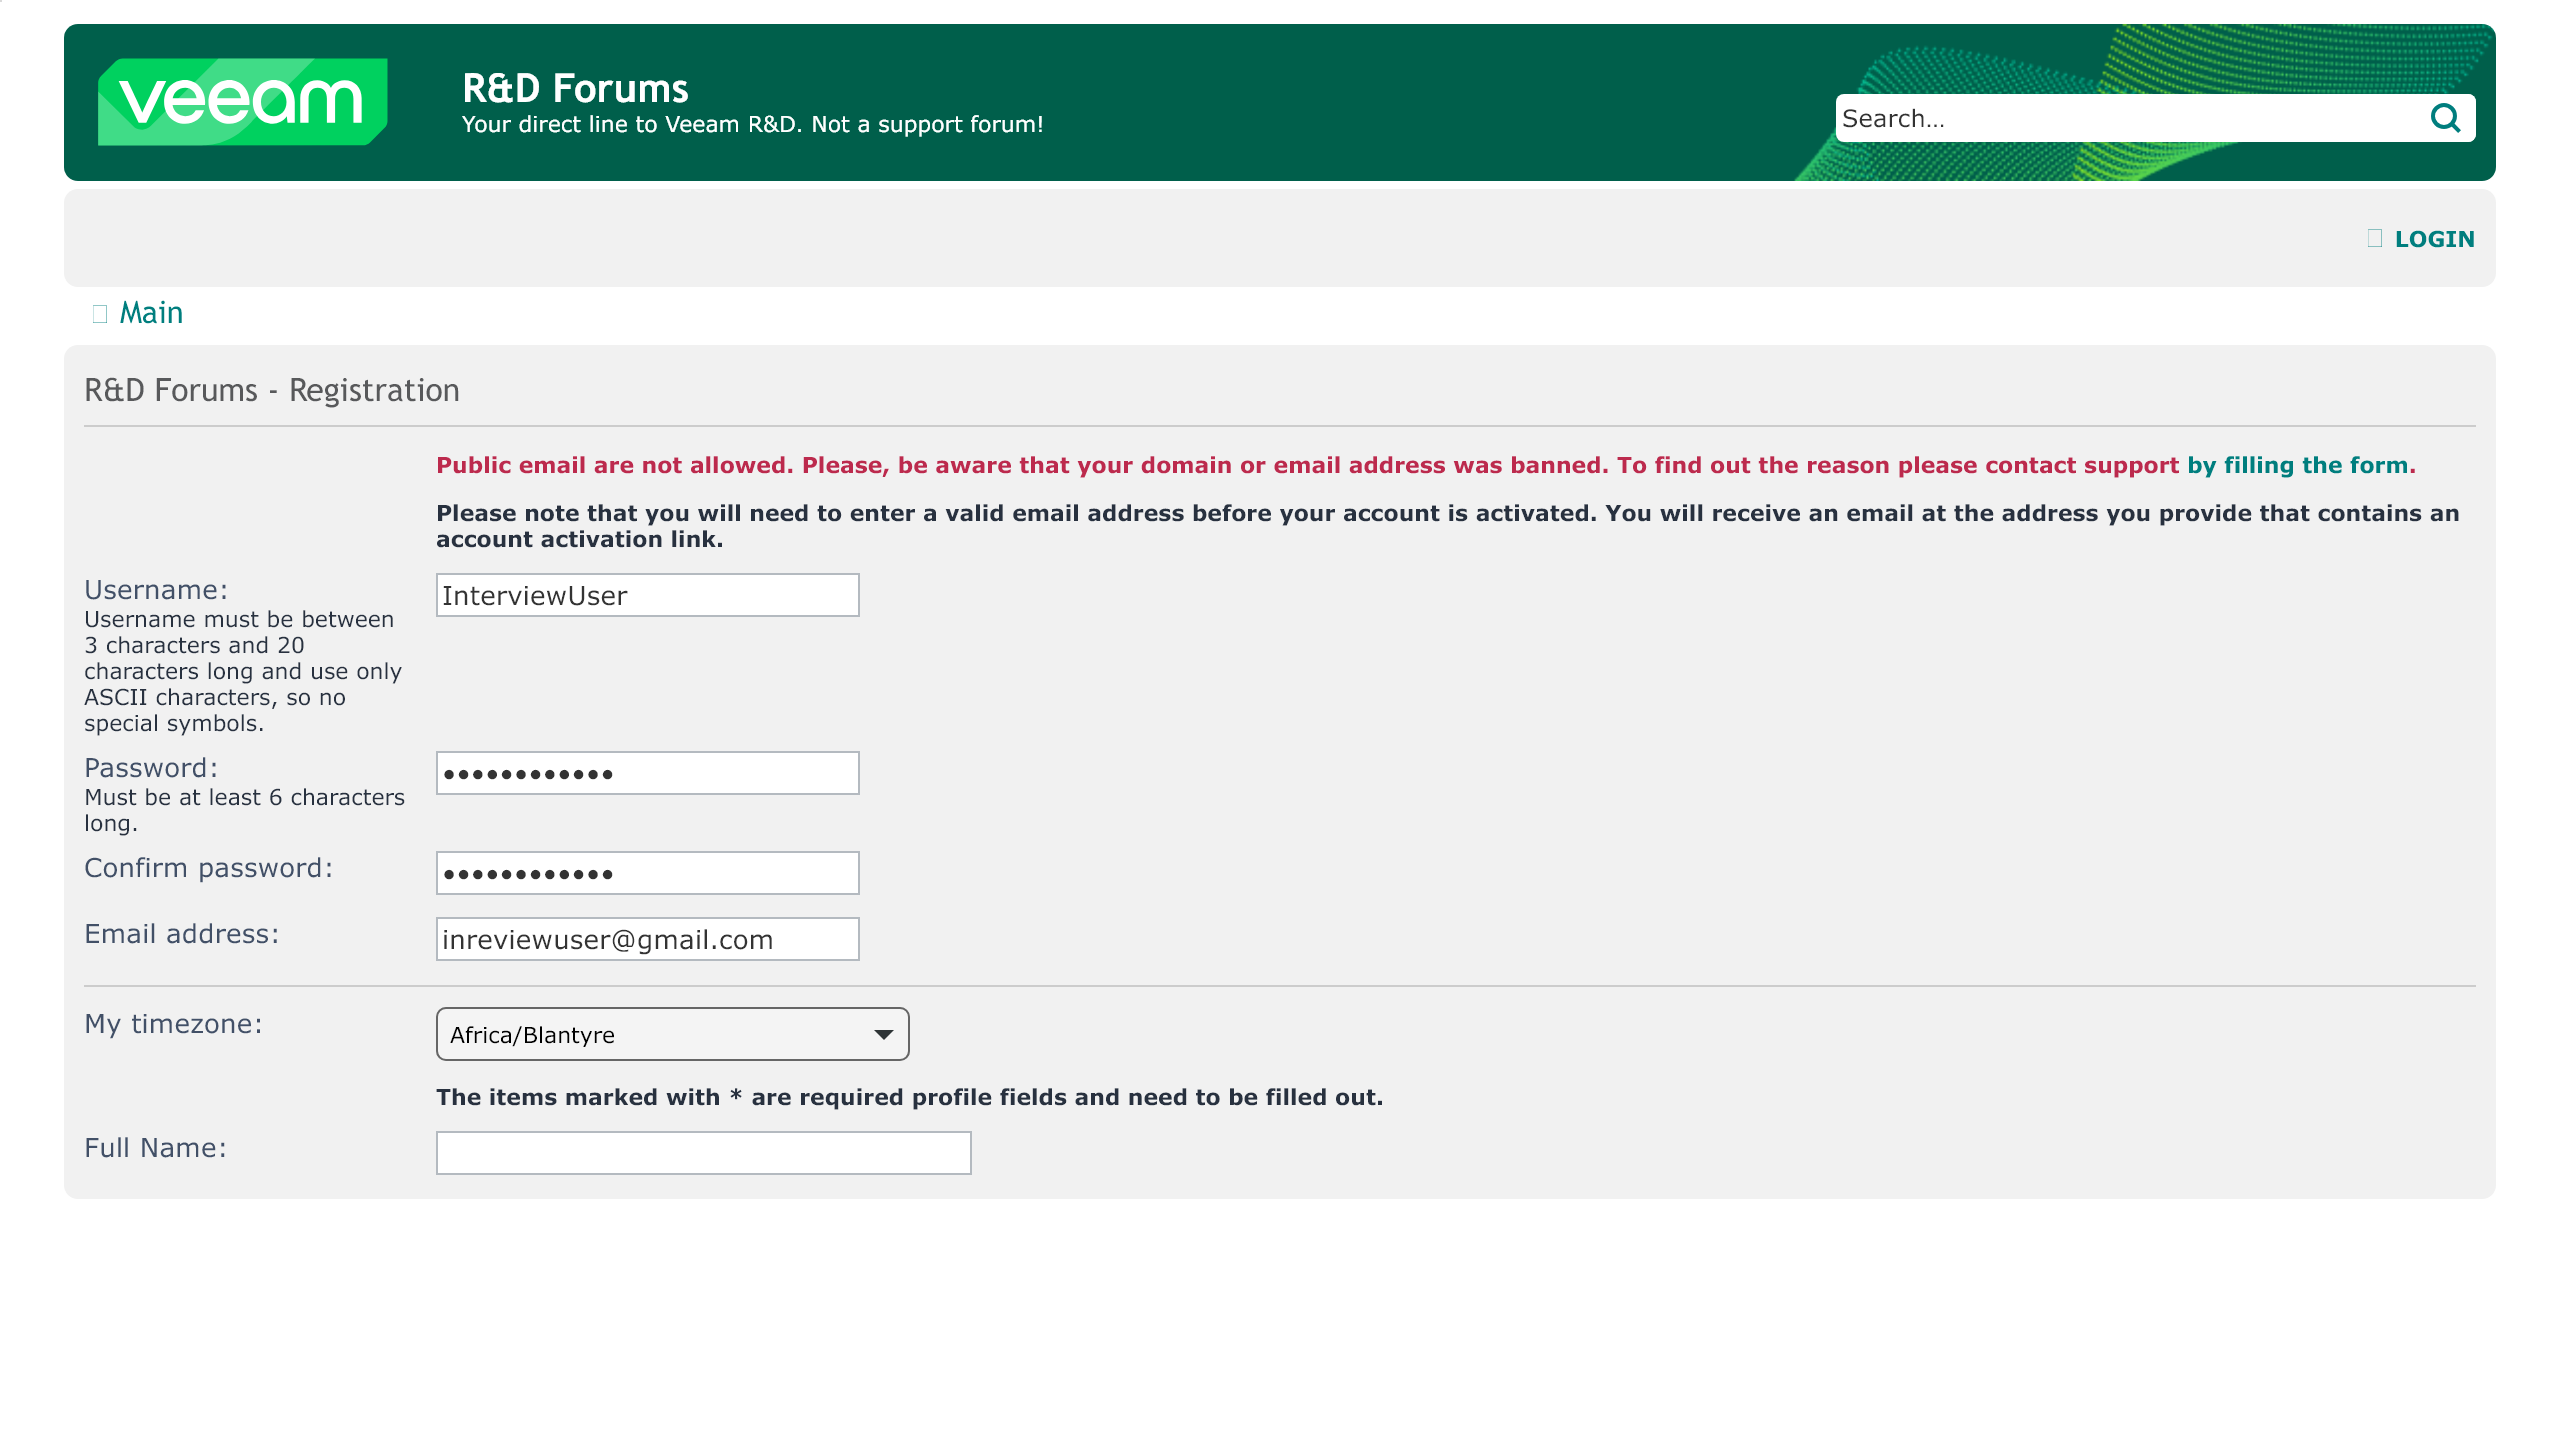 veeam
R&D Forums
Your direct line to Veeam R&D. Not a support forum!
Search…
LOGIN
Main
R&D Forums - Registration
Public email are not allowed. Please, be aware that your domain or email address was banned. To find out the reason please contact support by filling the form.
Please note that you will need to enter a valid email address before your account is activated. You will receive an email at the address you provide that contains an
account activation link.
Username:
InterviewUser
Username must be between
3 characters and 20
characters long and use only
ASCII characters, so no
special symbols.
Password:
••••••••••••
Must be at least 6 characters
long.
Confirm password:
••••••••••••
Email address:
inreviewuser@gmail.com
My timezone:
Africa/Blantyre
The items marked with * are required profile fields and need to be filled out.
Full Name: